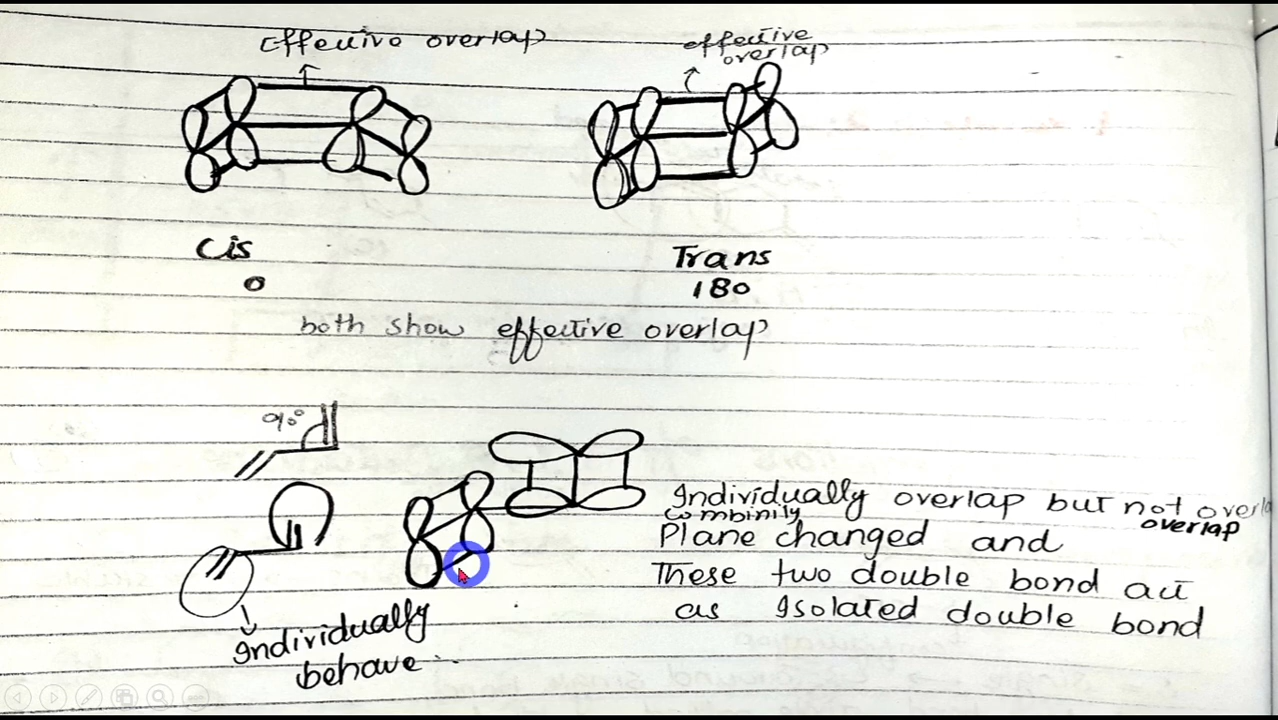 Effective overlap
effective
overlap
Cis
0
Trans
180
both show effective overlap
90°
Individually overlap but not overla
combinily
overlap
Plane changed and
These two double bond act
as Isolated double bond
Individually
behave